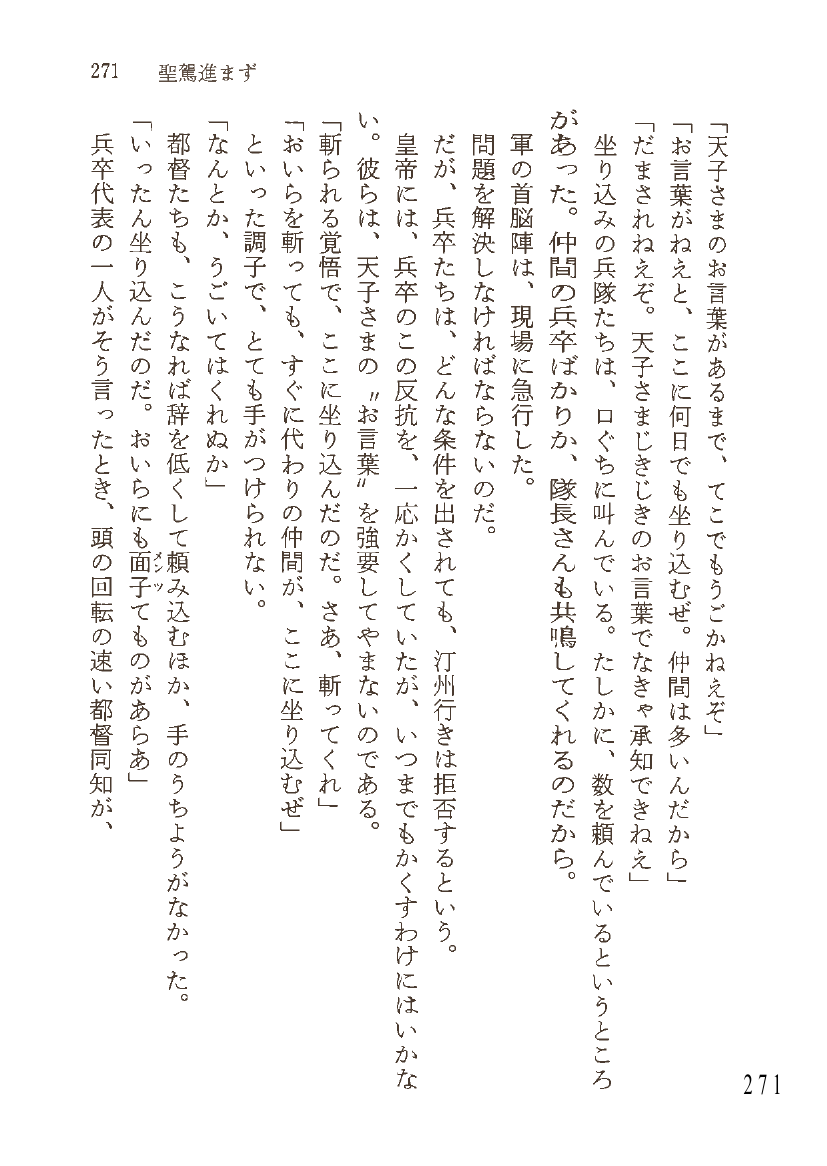 271 聖駕進まず
「天子さまのお言葉があるまで、てこでもうごかねえぞ」
「お言葉がねえと、ここに何日でも坐り込むぜ。仲間は多いんだから」
「だまされねえぞ。天子さまじきじきのお言葉でなきゃ承知できねえ」
坐り込みの兵隊たちは、口ぐちに叫んでいる。たしかに、数を頼んでいるというところ
があった。仲間の兵卒ばかりか、隊長さんも共鳴してくれるのだから。
軍の首脳陣は、現場に急行した。
問題を解決しなければならないのだ。
だが、兵卒たちは、どんな条件を出されても、汀州行きは拒否するという。
皇帝には、兵卒のこの反抗を、一応かくしていたが、いつまでもかくすわけにはいかな
い。彼らは、天子さまの〝お言葉〟を強要してやまないのである。
「斬られる覚悟で、ここに坐り込んだのだ。さあ、斬ってくれ」
「おいらを斬っても、すぐに代わりの仲間が、ここに坐り込むぜ」
といった調子で、とても手がつけられない。
「なんとか、うごいてはくれぬか」
都督たちも、こうなれば辞を低くして頼み込むほか、手のうちようがなかった。
「いったん坐り込んだのだ。おいらにも面子てものがあらあ」
メンツ
兵卒代表の一人がそう言ったとき、頭の回転の速い都督同知が、
271